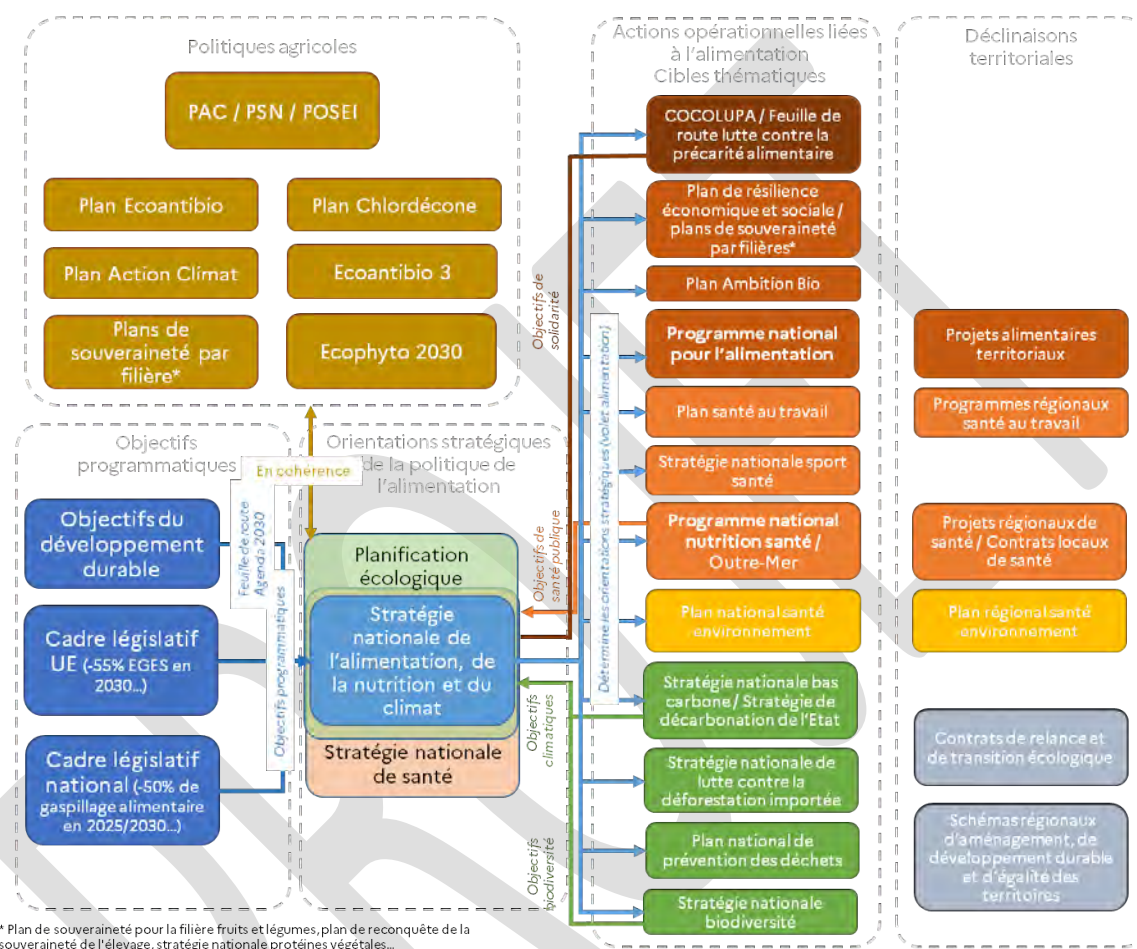 Politiques agricoles
PAC / PSN / POSEI
Plan Ecoantibio
Plan Chlordécone
Plan Action Climat
Ecoantibio 3
Plans de
souveraineté par
filière*
Ecophyto 2030
Objectifs
programmatiques
En cohérence
Orientations stratégiques
de la politique de
l'alimentation
Objectifs du
développement
durable
Cadre législatif
UE (-55% EGES en
2030...)
Cadre législatif
national (-50% de
gaspillage alimentaire
en 2025/2030...)
Feuille de route
Agenda 2030
Objectifs programmatiques
Planification
écologique
Stratégie
nationale de
l'alimentation, de
la nutrition et du
climat
Stratégie nationale
de santé
Objectifs de
solidarité
Objectifs de
santé publique
Objectifs
climatiques
Objectifs
biodiversité
Détermine les orientations stratégiques (volet alimentation)
Actions opérationnelles liées
à l'alimentation
Cibles thématiques
COCOLUPA / Feuille de
route lutte contre la
précarité alimentaire
Plan de résilience
économique et sociale /
plans de souveraineté
par filières*
Plan Ambition Bio
Programme national
pour l'alimentation
Plan santé au travail
Stratégie nationale sport
santé
Programme national
nutrition santé /
Outre-Mer
Plan national santé
environnement
Stratégie nationale bas
carbone / Stratégie de
décarbonation de l'Etat
Stratégie nationale de
lutte contre la
déforestation importée
Plan national de
prévention des déchets
Stratégie nationale
biodiversité
Déclinaisons
territoriales
Projets alimentaires
territoriaux
Programmes régionaux
santé au travail
Projets régionaux de
santé / Contrats locaux
de santé
Plan régional santé
environnement
Contrats de relance et
de transition écologique
Schémas régionaux
d'aménagement, de
développement durable
et d'égalité des
territoires
* Plan de souveraineté pour la filière fruits et légumes, plan de reconquête de la
souveraineté de l'élevage, stratégie nationale protéines végétales...